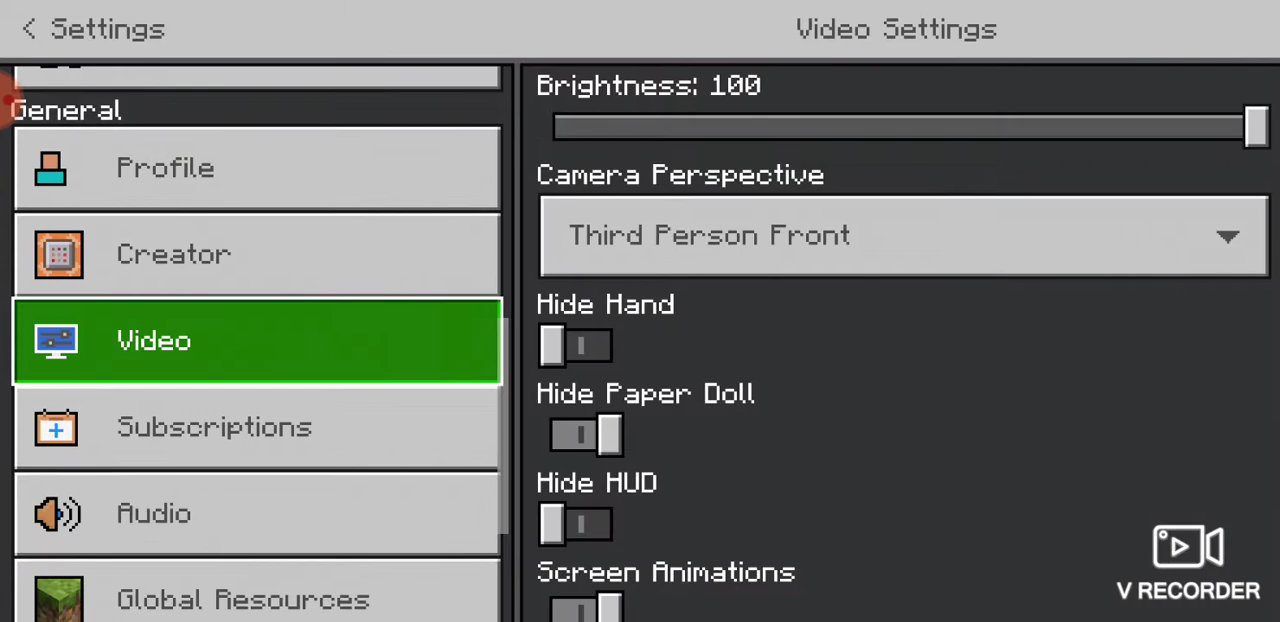 Settings
Video Settings
General
Profile
Creator
Video
Subscriptions
Audio
Global Resources
Brightness: 100
Camera Perspective
Third Person Front
Hide Hand
Hide Paper Doll
Hide HUD
Screen Animations
V RECORDER